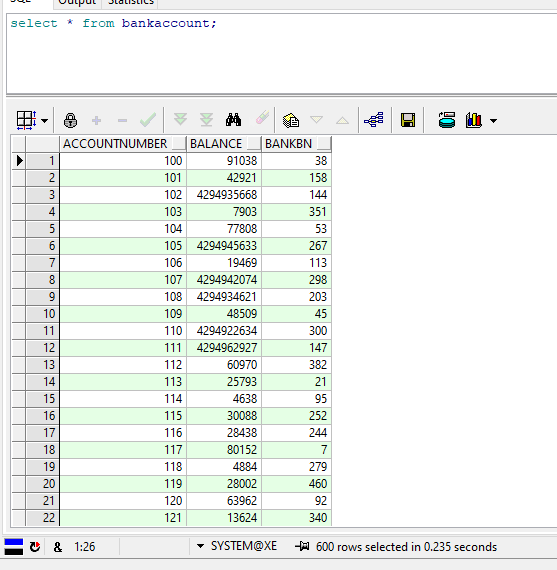 SQL Output Statistics
select * from bankaccount;
ACCOUNTNUMBER BALANCE BANKBN
1 100 91038 38
2 101 42921 158
3 102 4294935668 144
4 103 7903 351
5 104 77808 53
6 105 4294945633 267
7 106 19469 113
8 107 4294942074 298
9 108 4294934621 203
10 109 48509 45
11 110 4294922634 300
12 111 4294962927 147
13 112 60970 382
14 113 25793 21
15 114 4638 95
16 115 30088 252
17 116 28438 244
18 117 80152 7
19 118 4884 279
20 119 28002 460
21 120 63962 92
22 121 13624 340
& 1:26 SYSTEM@XE 600 rows selected in 0.235 seconds